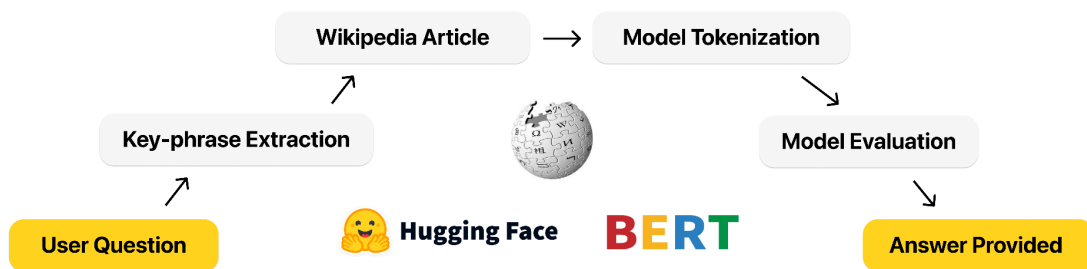 Wikipedia Article
Model Tokenization
Key-phrase Extraction
Model Evaluation
User Question
Hugging Face
BERT
Answer Provided